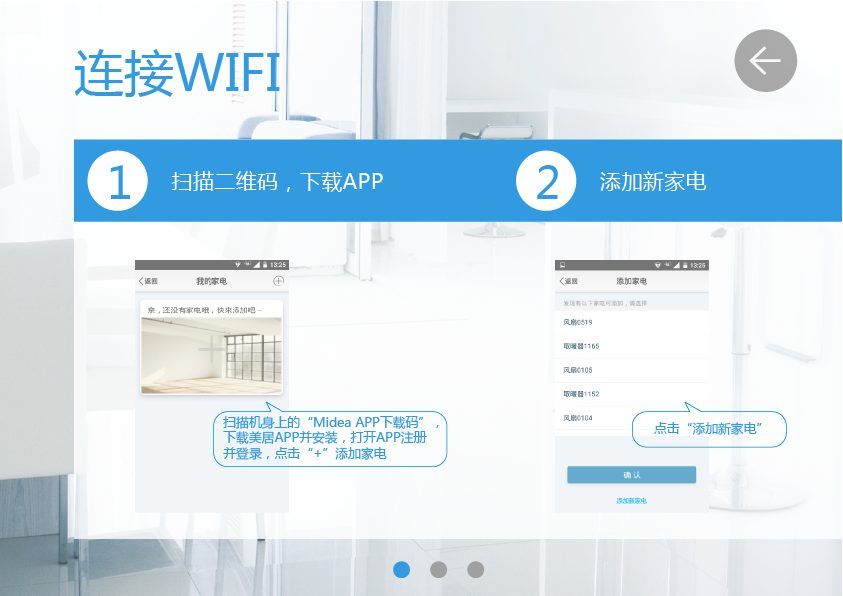 连接WIFI
1 扫描二维码，下载APP
2 添加新家电
13:25
返回 我的家电
亲，还没有家电哦，快来添加吧~
扫描机身上的“Midea APP下载码”，
下载美居APP并安装，打开APP注册
并登录，点击“+”添加家电
13:25
返回 添加家电
发现有以下家电可添加，请选择
风扇0519
取暖器1165
风扇0105
取暖器1152
风扇0104
点击“添加新家电”
确 认
添加新家电